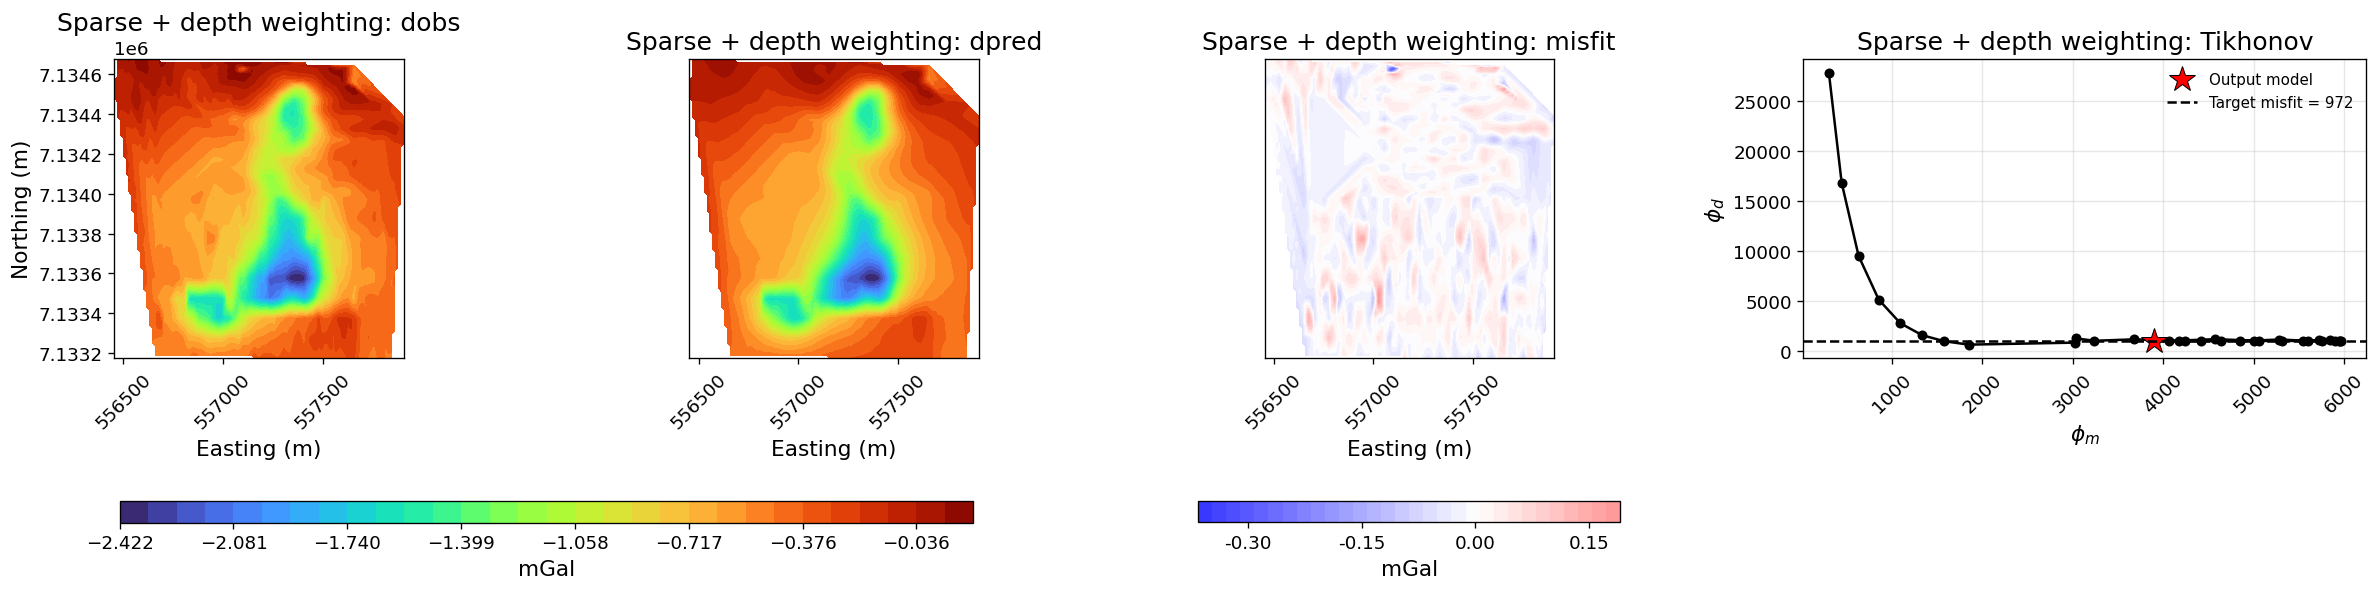 Sparse + depth weighting: dobs
1e6
Northing (m)
7.1346
7.1344
7.1342
7.1340
7.1338
7.1336
7.1334
7.1332
556500
557000
557500
Easting (m)
Sparse + depth weighting: dpred
556500
557000
557500
Easting (m)
−2.422
−2.081
−1.740
−1.399
−1.058
−0.717
−0.376
−0.036
mGal
Sparse + depth weighting: misfit
556500
557000
557500
Easting (m)
-0.30
-0.15
0.00
0.15
mGal
Sparse + depth weighting: Tikhonov
Output model
Target misfit = 972
ϕd
25000
20000
15000
10000
5000
0
1000
2000
3000
4000
5000
6000
ϕm